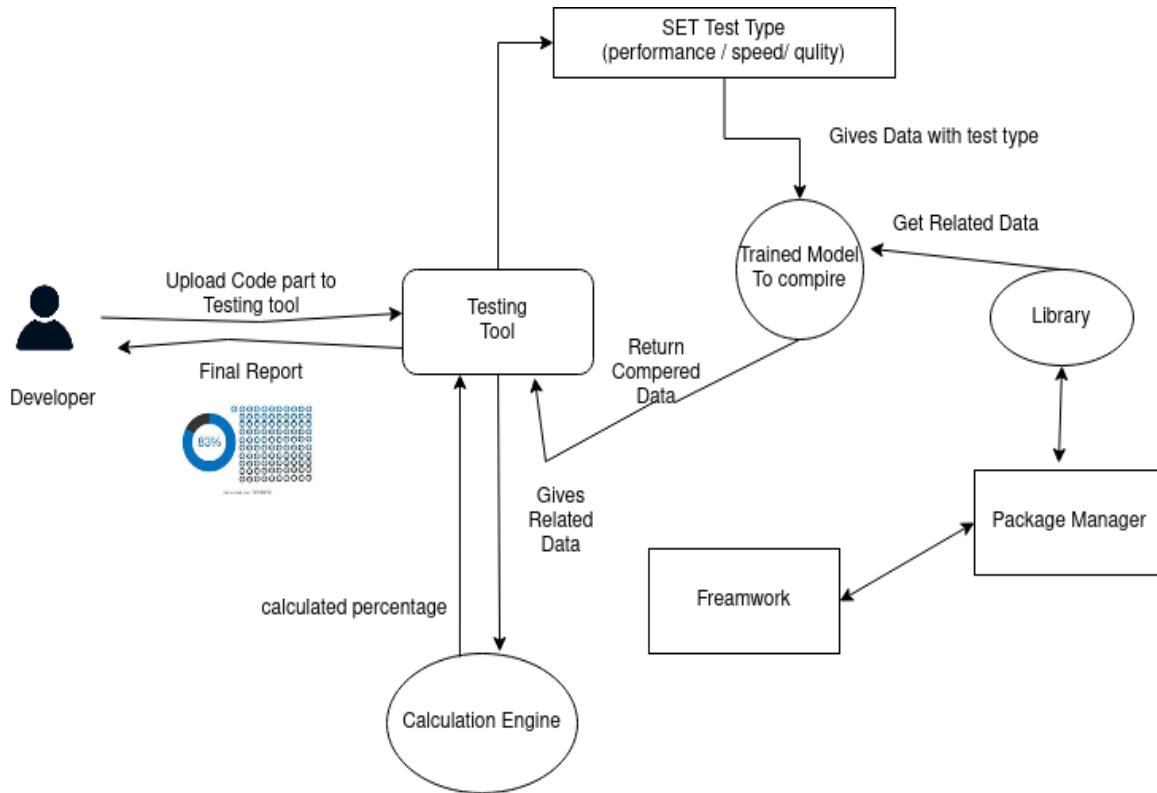 SET Test Type
(performance / speed/ qulity)
Gives Data with test type
Get Related Data
Trained Model
To compire
Library
Upload Code part to
Testing tool
Testing
Tool
Developer
Final Report
83%
Return
Compered
Data
Gives
Related
Data
Package Manager
Freamwork
calculated percentage
Calculation Engine